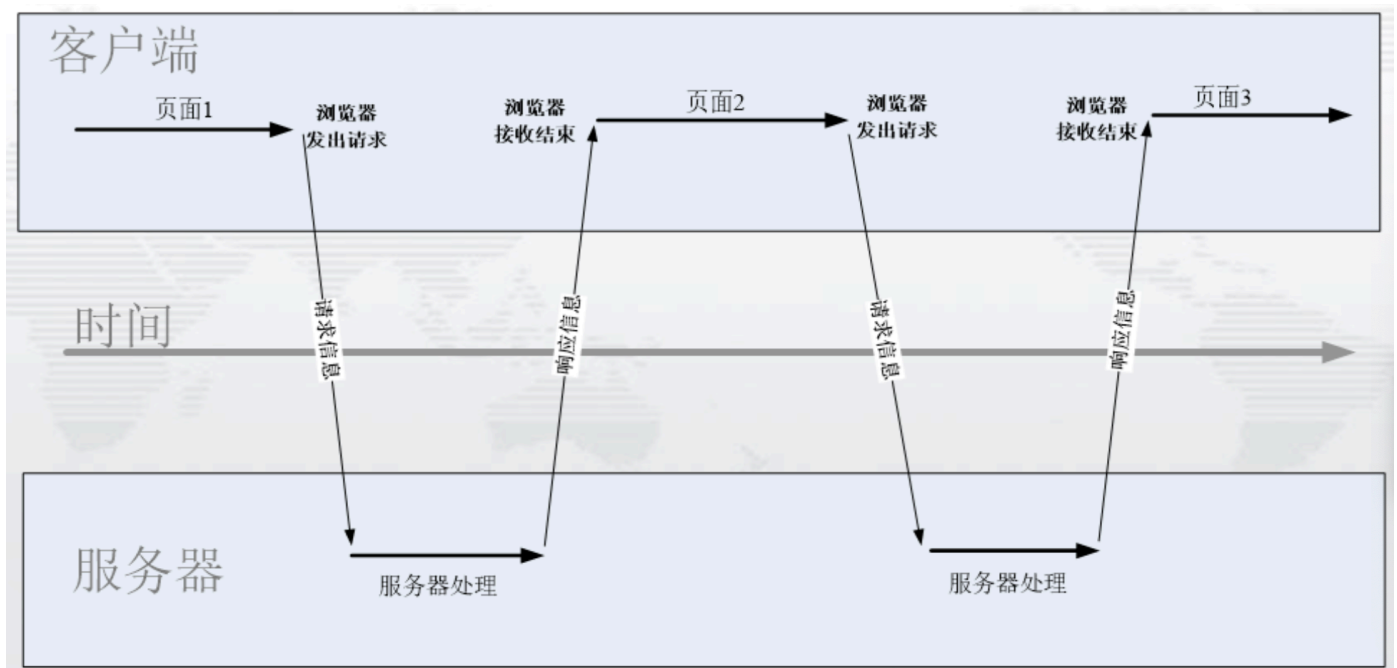 客户端
页面1
浏览器
发出请求
浏览器
接收结束
页面2
浏览器
发出请求
浏览器
接收结束
页面3
时间
请求信息
响应信息
请求信息
响应信息
服务器
服务器处理
服务器处理